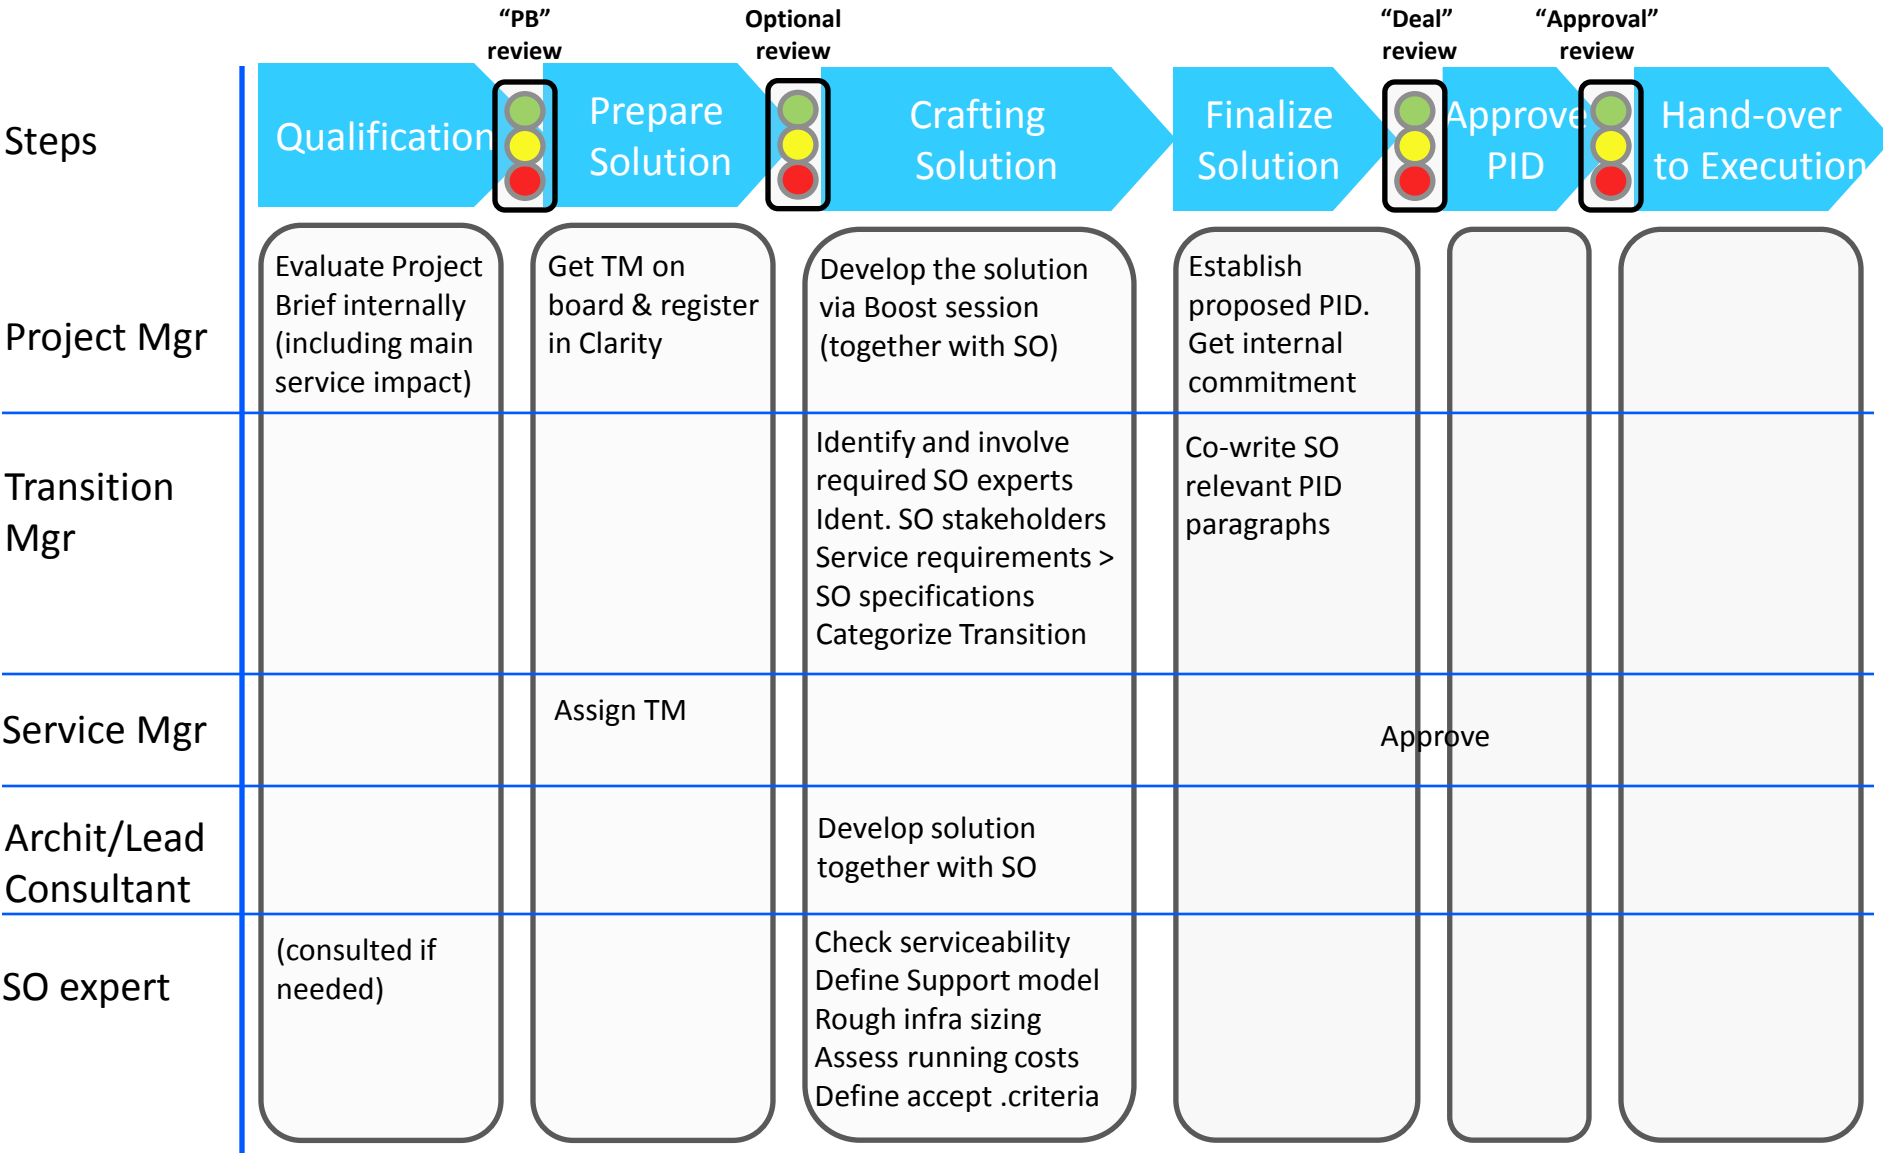 “PB”
review
Optional
review
“Deal”
review
“Approval”
review
Steps
Qualification
Prepare
Solution
Crafting
Solution
Finalize
Solution
Approve
PID
Hand-over
to Execution
Project Mgr
Evaluate Project
Brief internally
(including main
service impact)
Get TM on
board & register
in Clarity
Develop the solution
via Boost session
(together with SO)
Establish
proposed PID.
Get internal
commitment
Transition
Mgr
Identify and involve
required SO experts
Ident. SO stakeholders
Service requirements >
SO specifications
Categorize Transition
Co-write SO
relevant PID
paragraphs
Service Mgr
Assign TM
Approve
Archit/Lead
Consultant
Develop solution
together with SO
SO expert
(consulted if
needed)
Check serviceability
Define Support model
Rough infra sizing
Assess running costs
Define accept .criteria